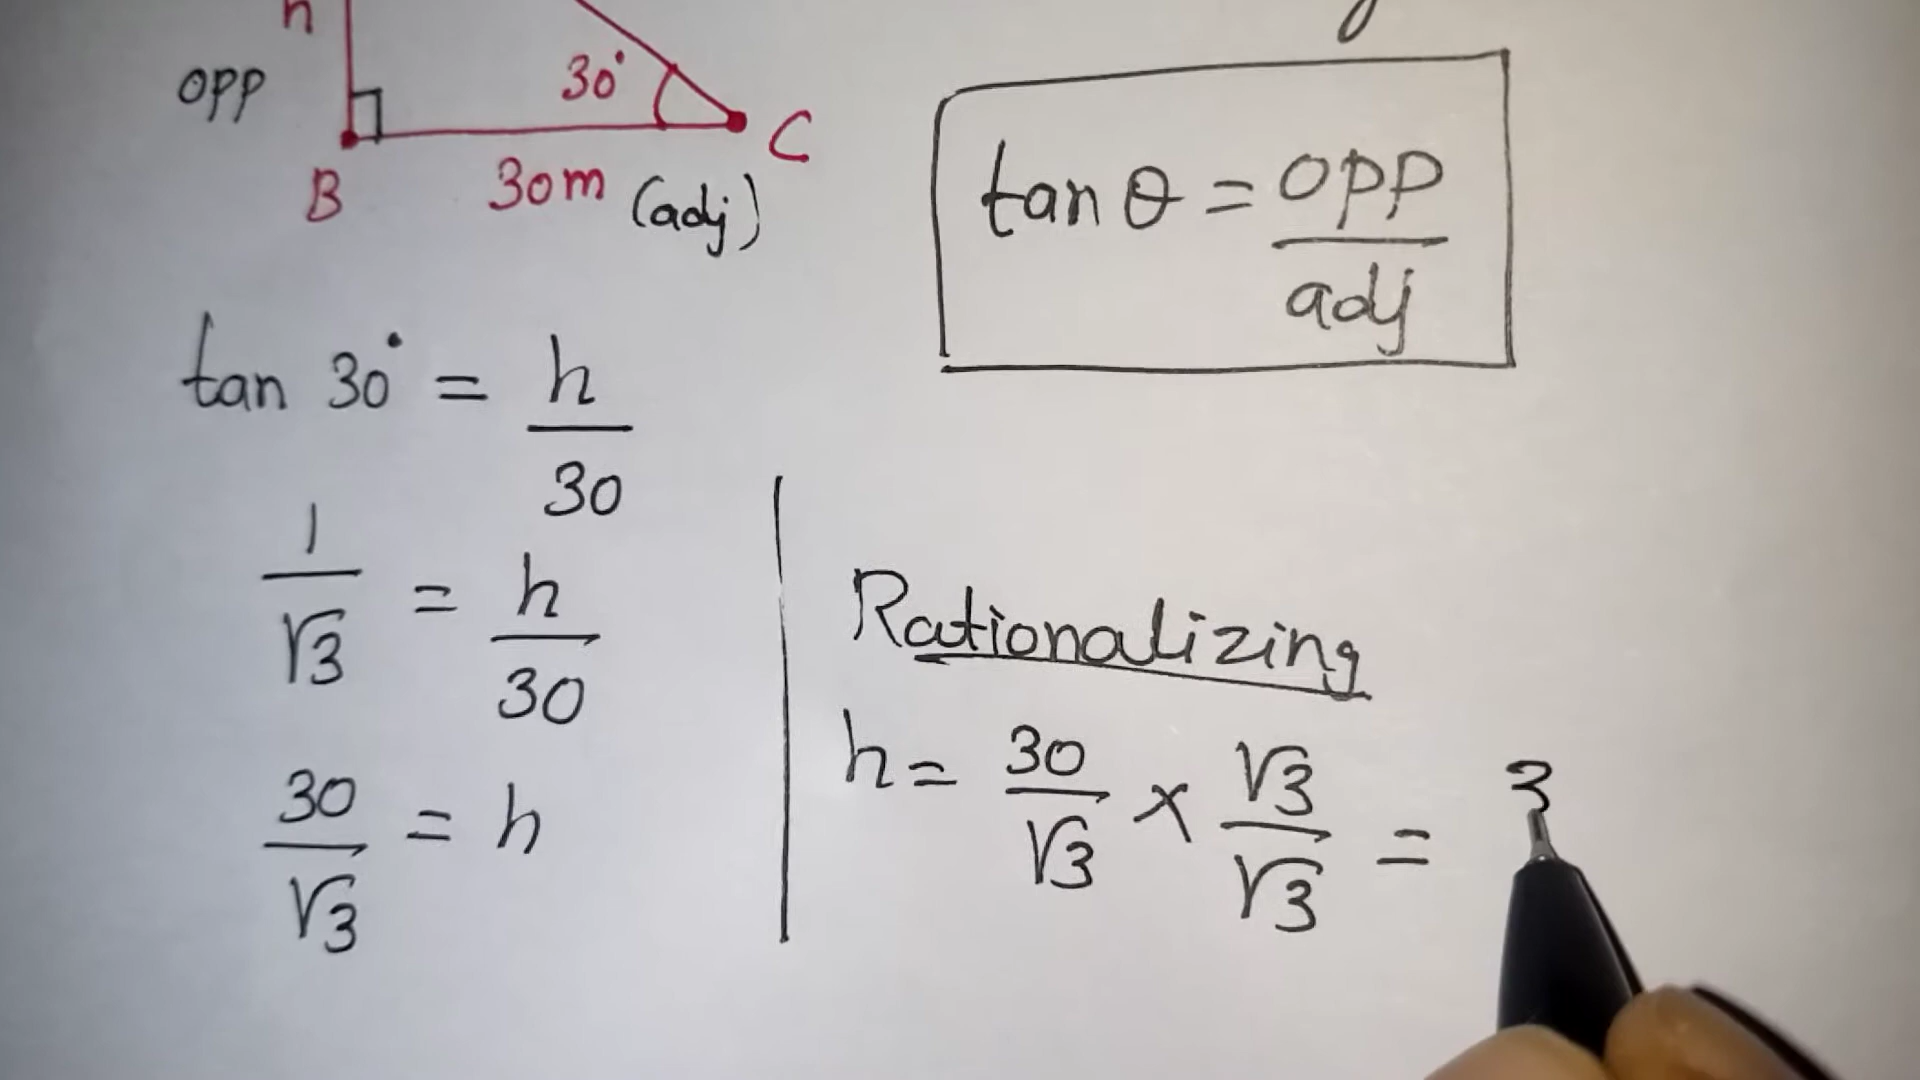 h
opp
30°
B
C
30m (adj)
tan θ = opp/adj
tan 30° = h/30
1/√3 = h/30
30/√3 = h
Rationalizing
h = 30/√3 × √3/√3 = 3